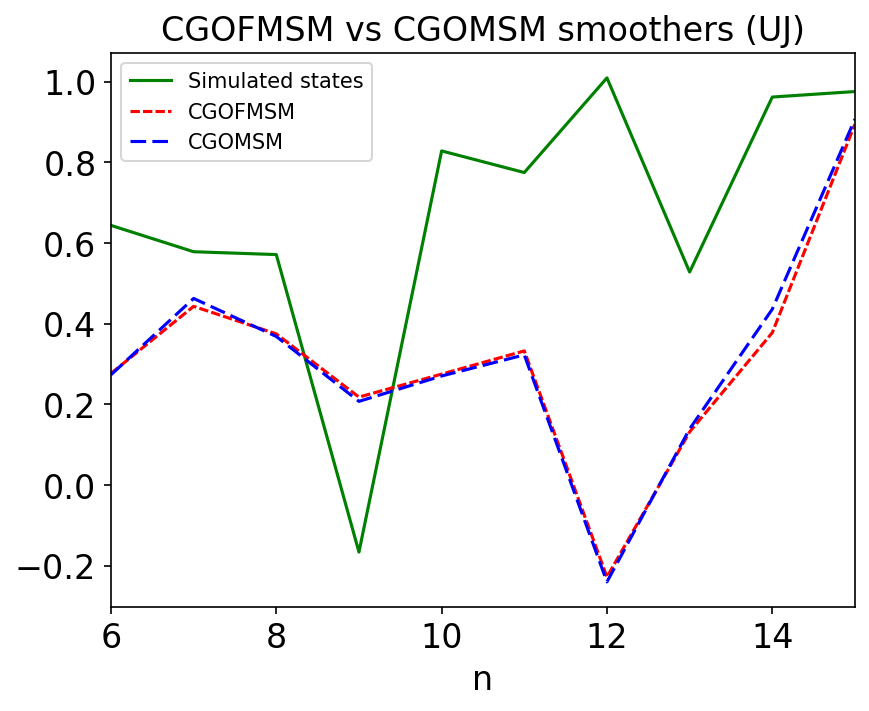 CGOFMSM vs CGOMSM smoothers (UJ)
Simulated states
CGOFMSM
CGOMSM
1.0
0.8
0.6
0.4
0.2
0.0
−0.2
6 8 10 12 14
n